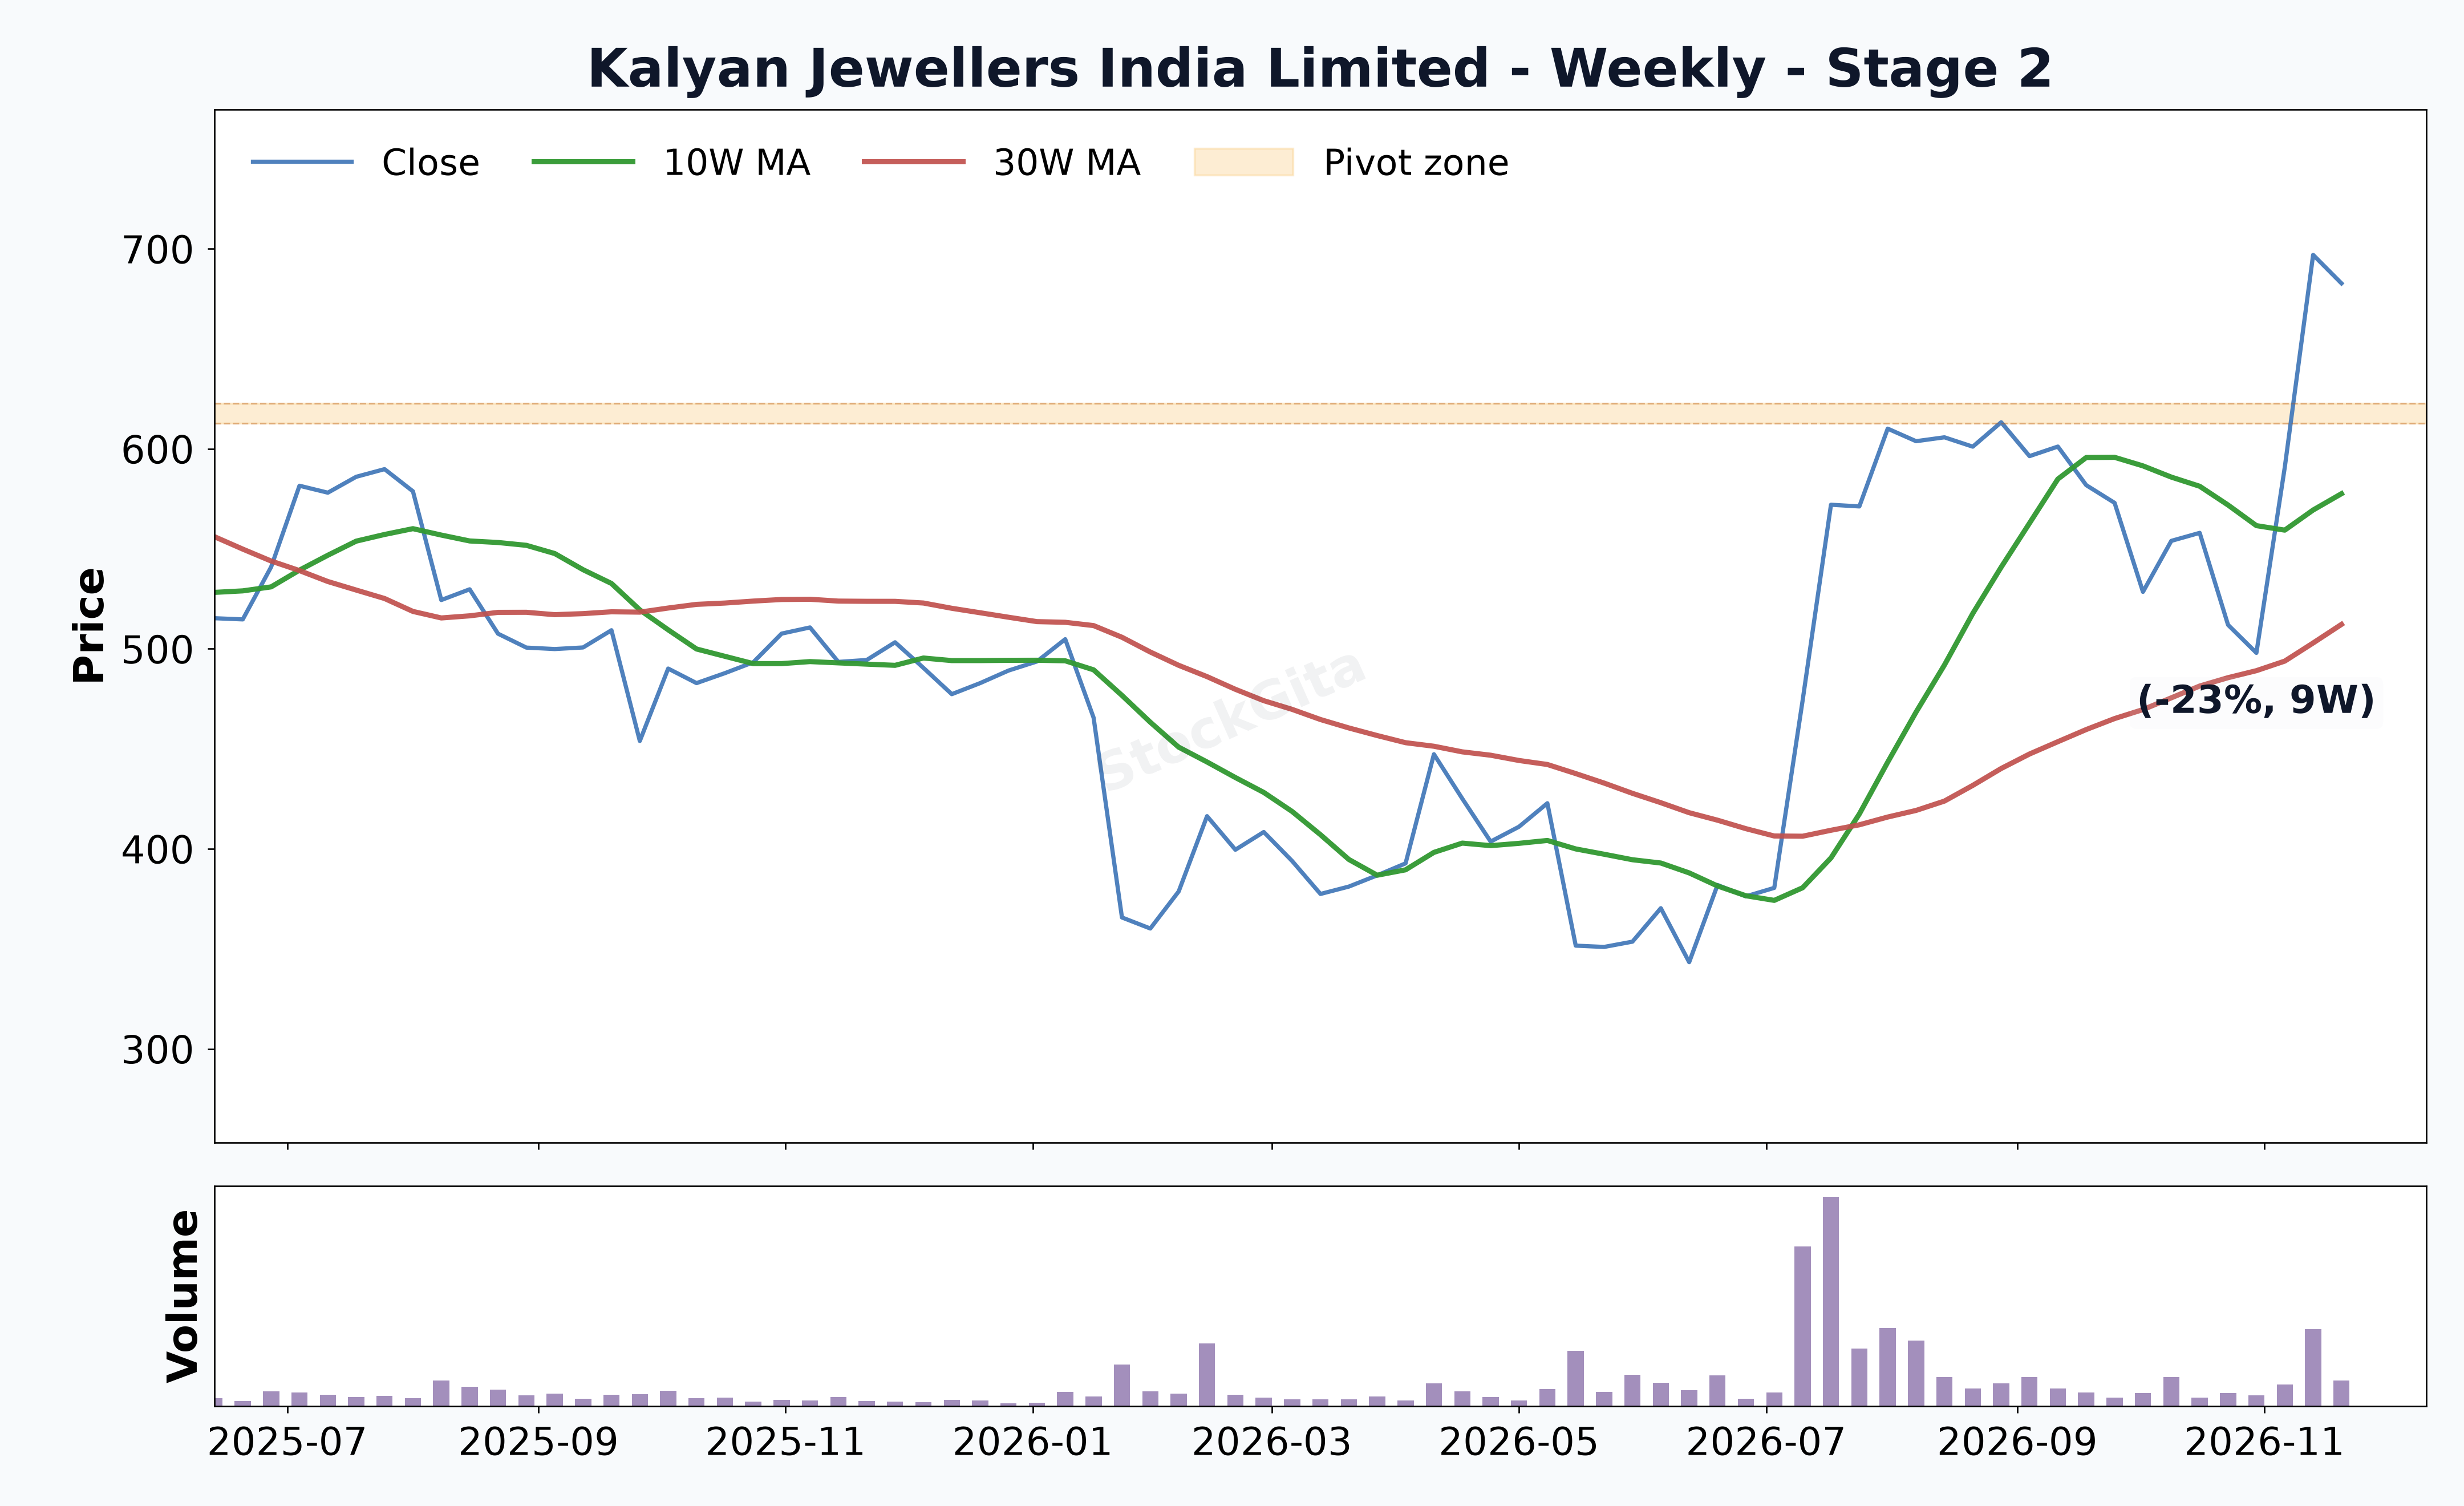 Kalyan Jewellers India Limited - Weekly - Stage 2
Close 10W MA 30W MA Pivot zone
700
600
500
400
300
Price
(-23%, 9W)
StockGita
Volume
2025-07 2025-09 2025-11 2026-01 2026-03 2026-05 2026-07 2026-09 2026-11